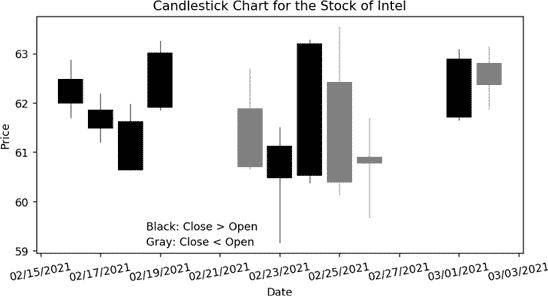 Candlestick Chart for the Stock of Intel
63
62
61
60
59
Price
Black: Close > Open
Gray: Close < Open
02/15/2021 02/17/2021 02/19/2021 02/21/2021 02/23/2021 02/25/2021 02/27/2021 03/01/2021 03/03/2021
Date